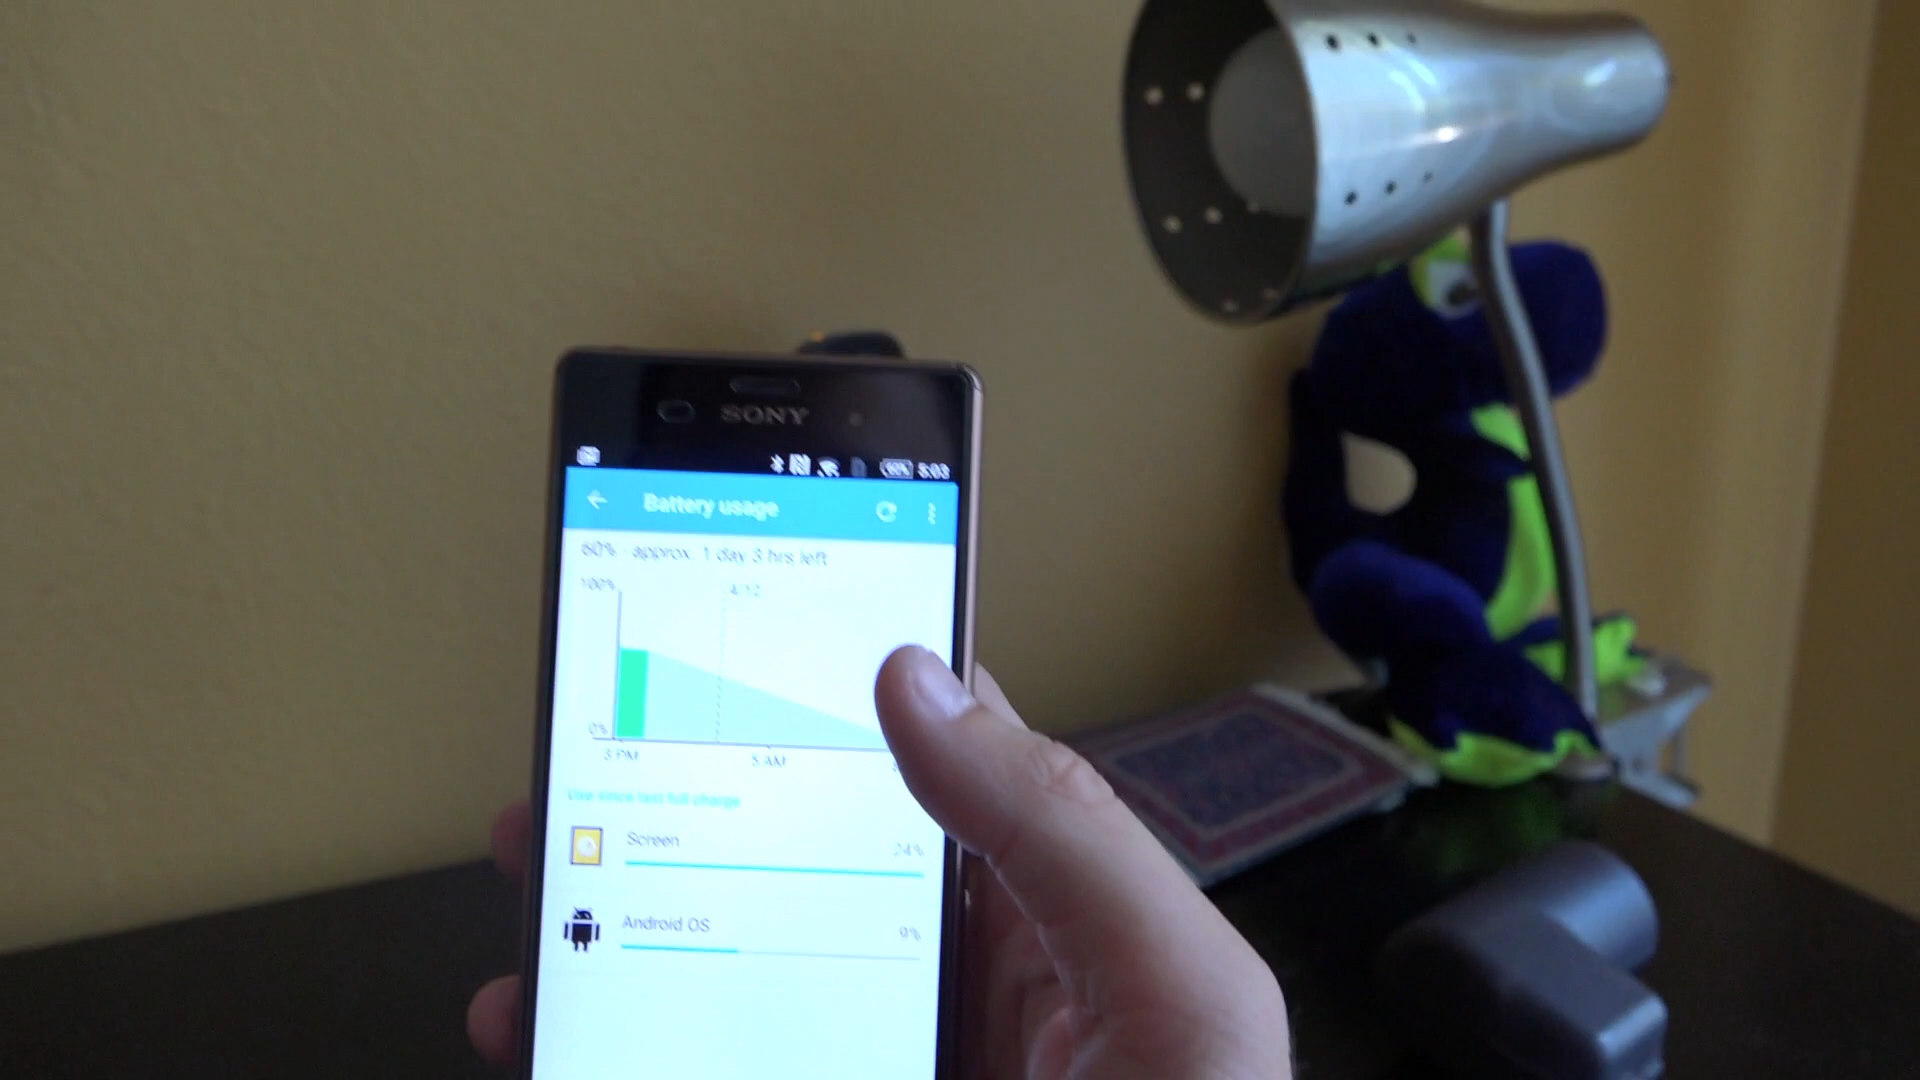 SONY
60% 5:03
Battery usage
60% - approx. 1 day 3 hrs left
100%
4/12
0%
3 PM
5 AM
Use since last full charge
Screen
24%
Android OS
9%